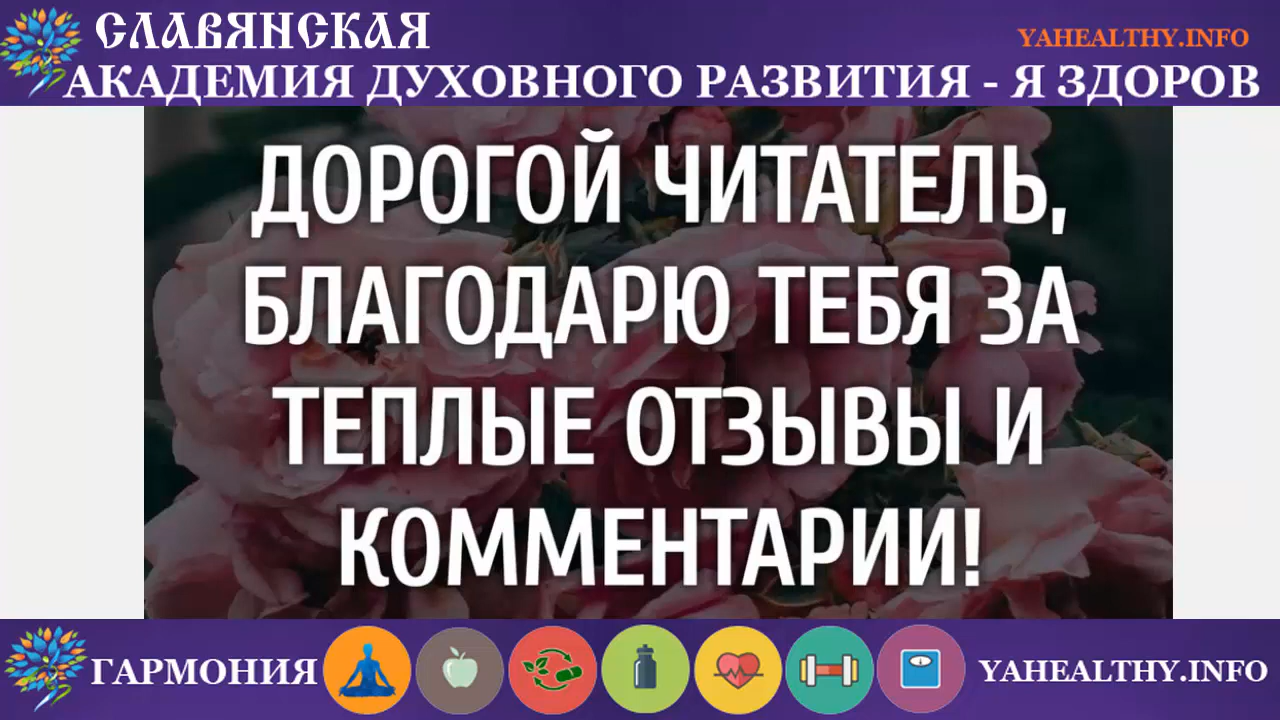 СЛАВЯНСКАЯ
YAHEALTHY.INFO
АКАДЕМИЯ ДУХОВНОГО РАЗВИТИЯ - Я ЗДОРОВ
ДОРОГОЙ ЧИТАТЕЛЬ,
БЛАГОДАРЮ ТЕБЯ ЗА
ТЕПЛЫЕ ОТЗЫВЫ И
КОММЕНТАРИИ!
ГАРМОНИЯ
YAHEALTHY.INFO